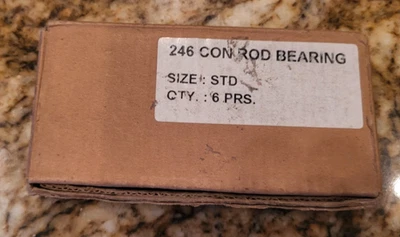 246 CON ROD BEARING
SIZE : STD
QTY. : 6 PRS.